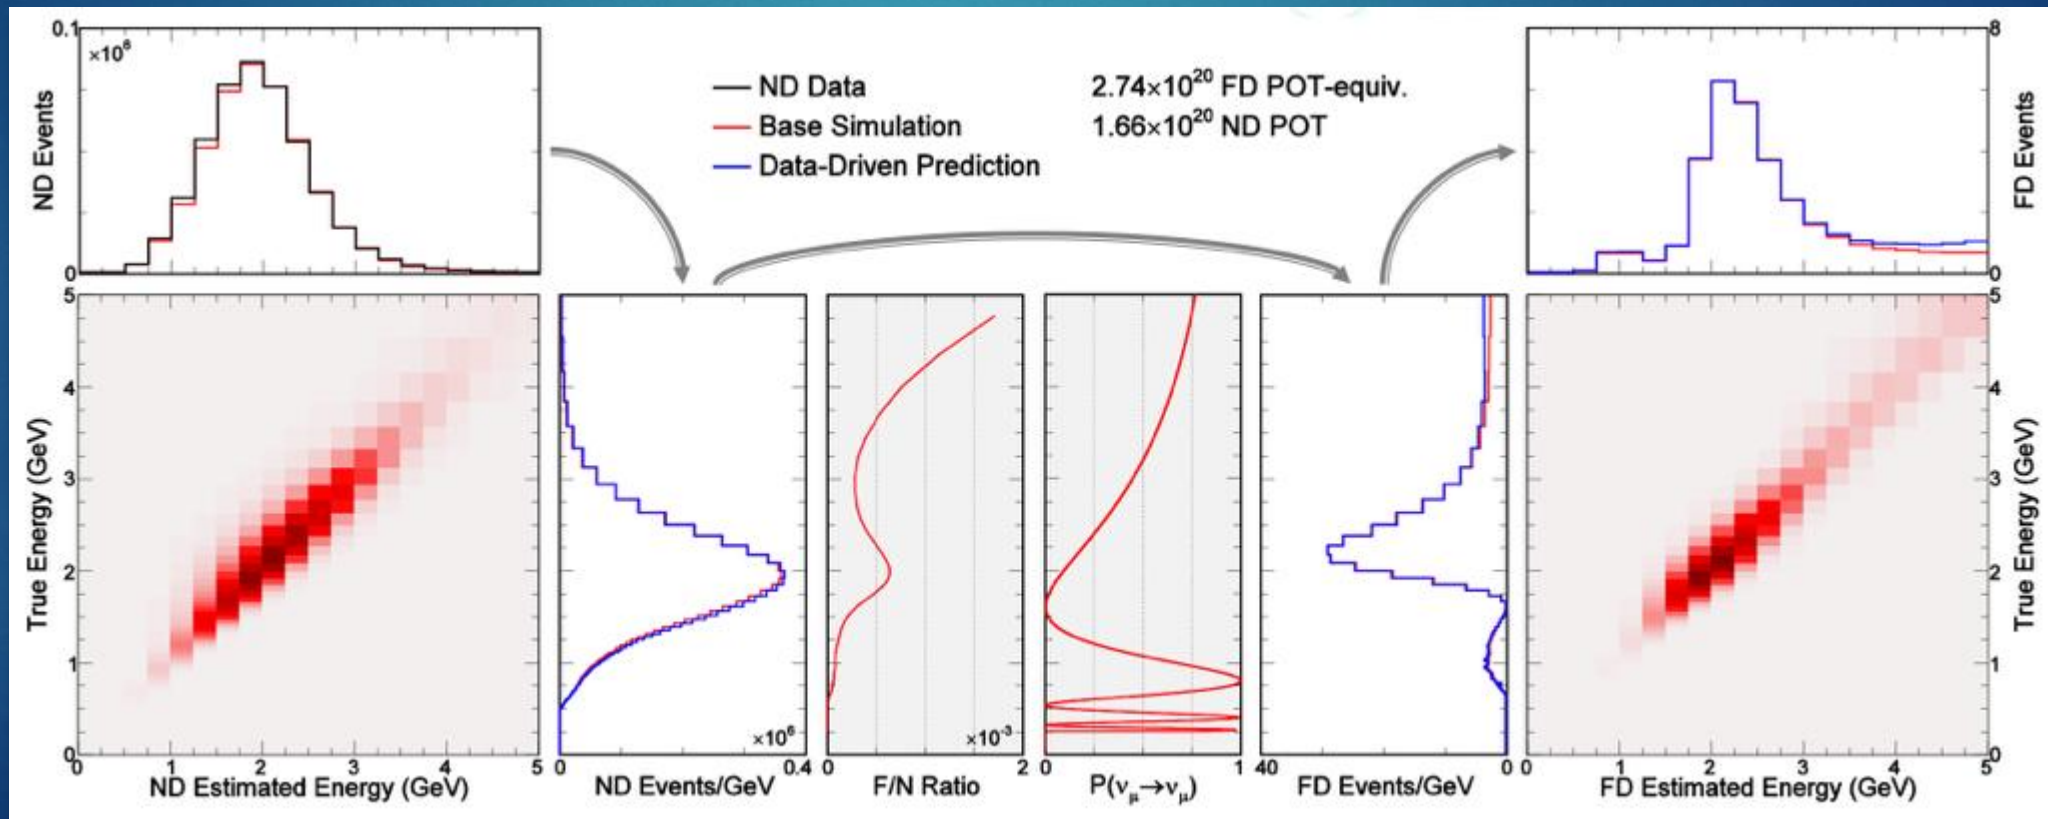 0.1
×10⁶
ND Events
0
ND Data
Base Simulation
Data-Driven Prediction
2.74×10²⁰ FD POT-equiv.
1.66×10²⁰ ND POT
8
FD Events
0
5
4
3
2
1
0
True Energy (GeV)
0 1 2 3 4 5
ND Estimated Energy (GeV)
×10⁶
0 0.4
ND Events/GeV
×10⁻³
0 2
F/N Ratio
0 1
P(νμ→νμ)
40 0
FD Events/GeV
5
4
3
2
1
0
True Energy (GeV)
0 1 2 3 4 5
FD Estimated Energy (GeV)